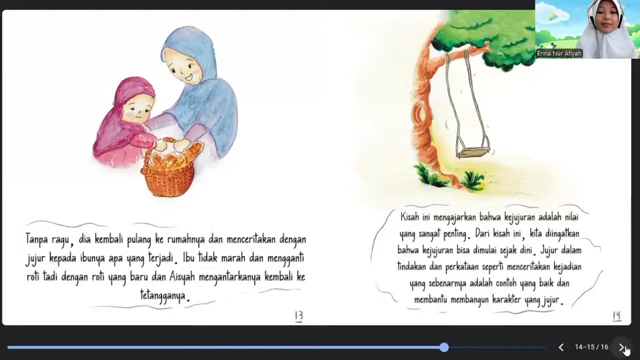 Erina Nur Afiyah
Tanpa ragu, dia kembali pulang ke rumahnya dan menceritakan dengan
jujur kepada ibunya apa yang terjadi. Ibu tidak marah dan mengganti
roti tadi dengan roti yang baru dan Aisyah mengantarkanya kembali ke
tetangganya.
13
Kisah ini mengajarkan bahwa kejujuran adalah nilai
yang sangat penting. Dari kisah ini, kita diingatkan
bahwa kejujuran bisa dimulai sejak dini. Jujur dalam
tindakan dan perkataan seperti menceritakan kejadian
yang sebenarnya adalah contoh yang baik dan
membantu membangun karakter yang jujur.
14
14-15 / 16